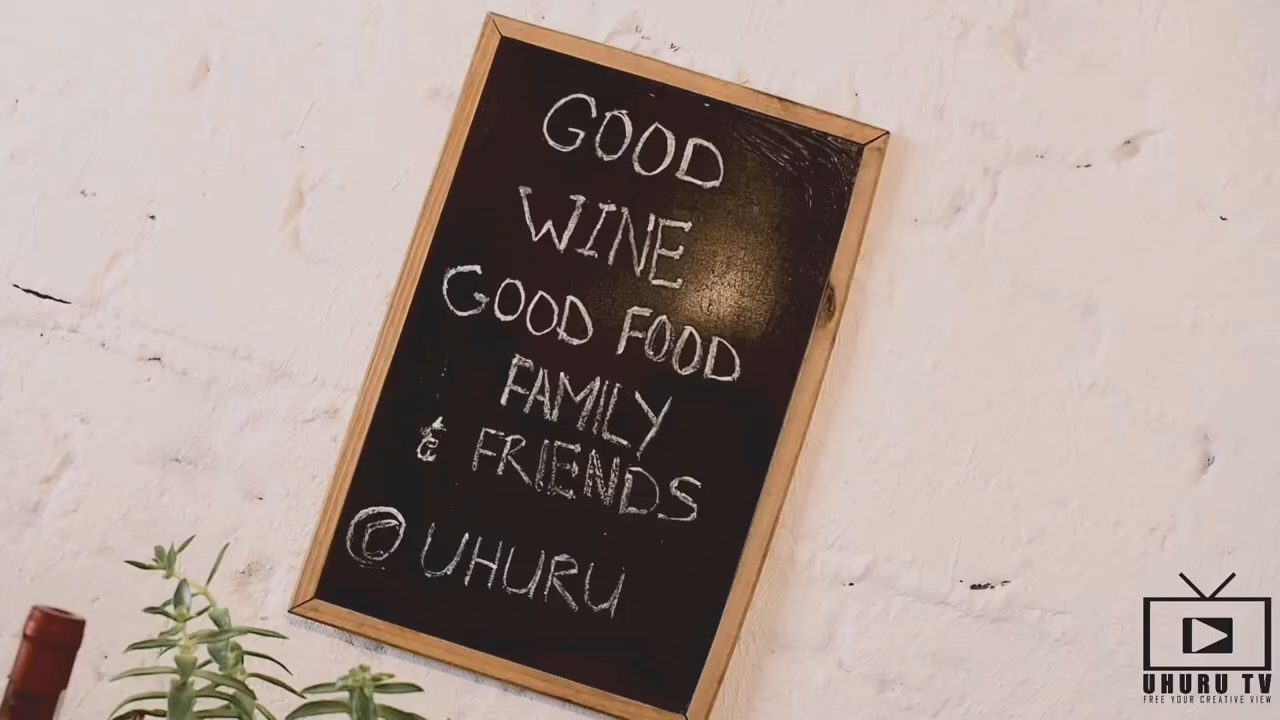 GOOD
WINE
GOOD FOOD
FAMILY
& FRIENDS
© UHURU
UHURU TV
FREE YOUR CREATIVE VIEW